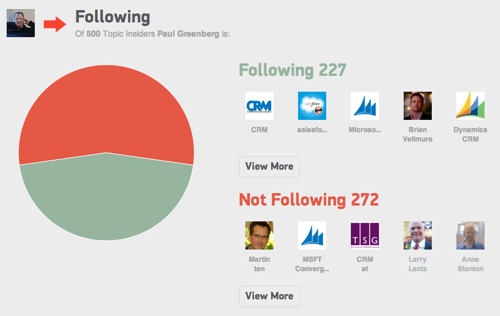 Following
Of 500 Topic Insiders Paul Greenberg is:
Following 227
CRM
CRM salesfo... Microso... Brian Vellmure Dynamics CRM
View More
Not Following 272
TSG
Martin ten MSFT Converg... CRM at Larry Lentz Anne Stanton
View More